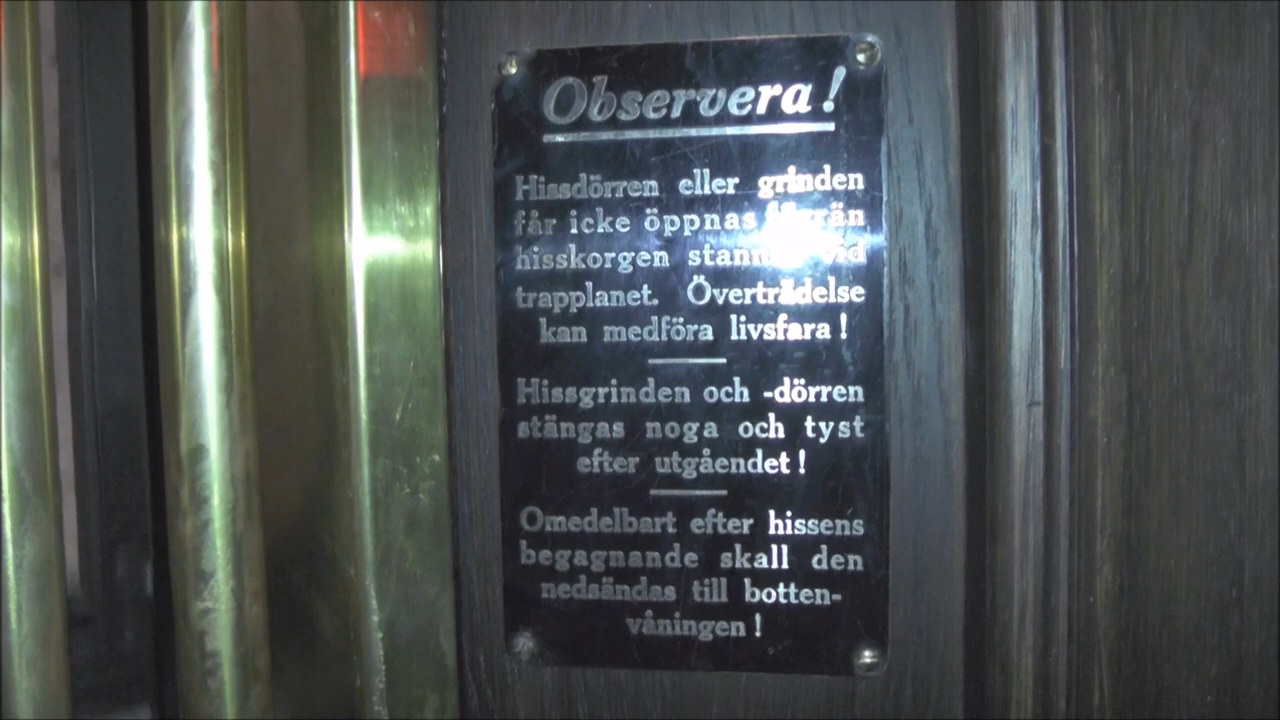 Observera!
Hissdörren eller grinden
får icke öppnas förrän
hisskorgen stannat vid
trapplanet. Överträdelse
kan medföra livsfara!
Hissgrinden och -dörren
stängas noga och tyst
efter utgåendet!
Omedelbart efter hissens
begagnande skall den
nedsändas till botten-
våningen!